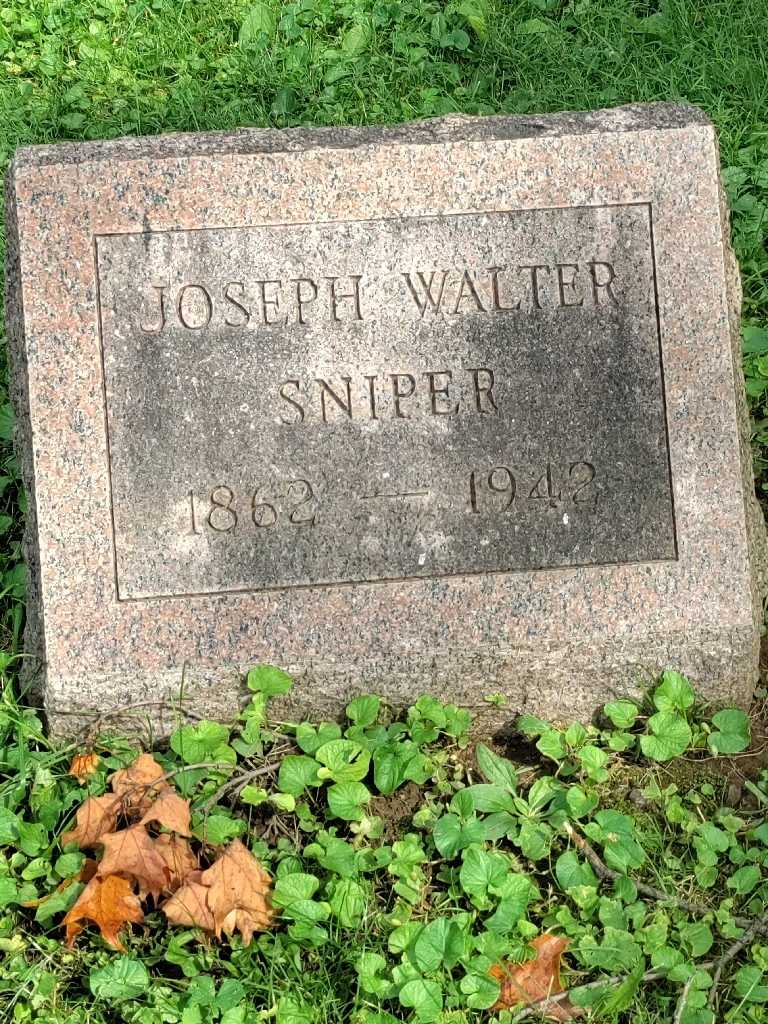 JOSEPH WALTER
SNIPER
1862 — 1942